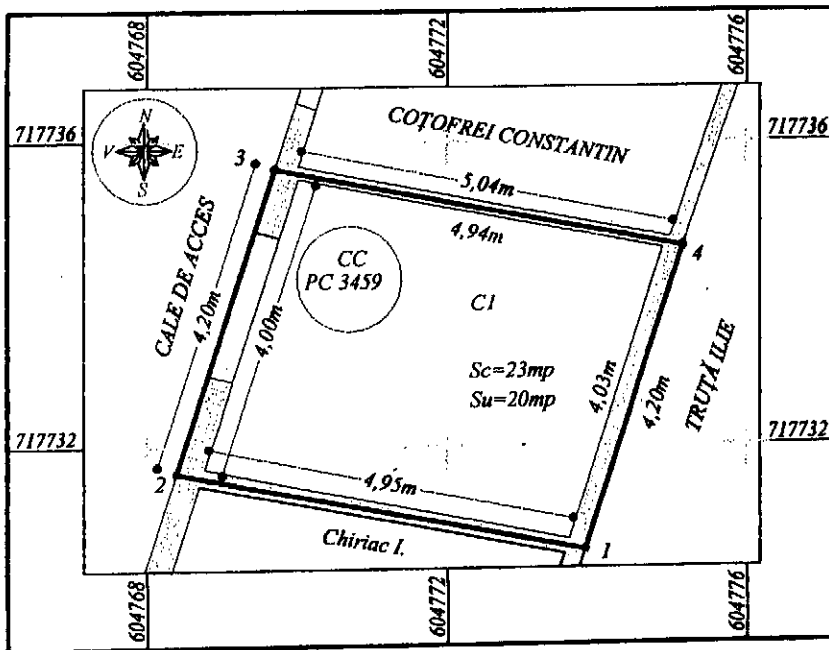 604768
604772
604776
717736
717736
N
V E
S
COȚOFREI CONSTANTIN
3
5,04m
4,94m
4
CALE DE ACCES
4,20m
4,00m
CC
PC 3459
C1
Sc=23mp
Su=20mp
4,03m
4,20m
TRUȚĂ ILIE
717732
717732
2
4,95m
Chiriac I.
1
604768
604772
604776